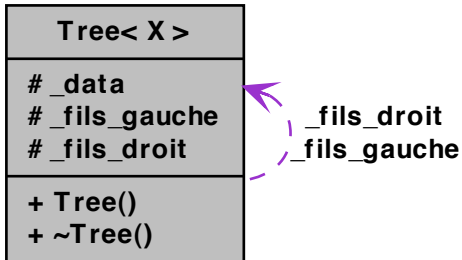 Tree< X >
# _data
# _fils_gauche
# _fils_droit
+ Tree()
+ ~Tree()
_fils_droit
_fils_gauche